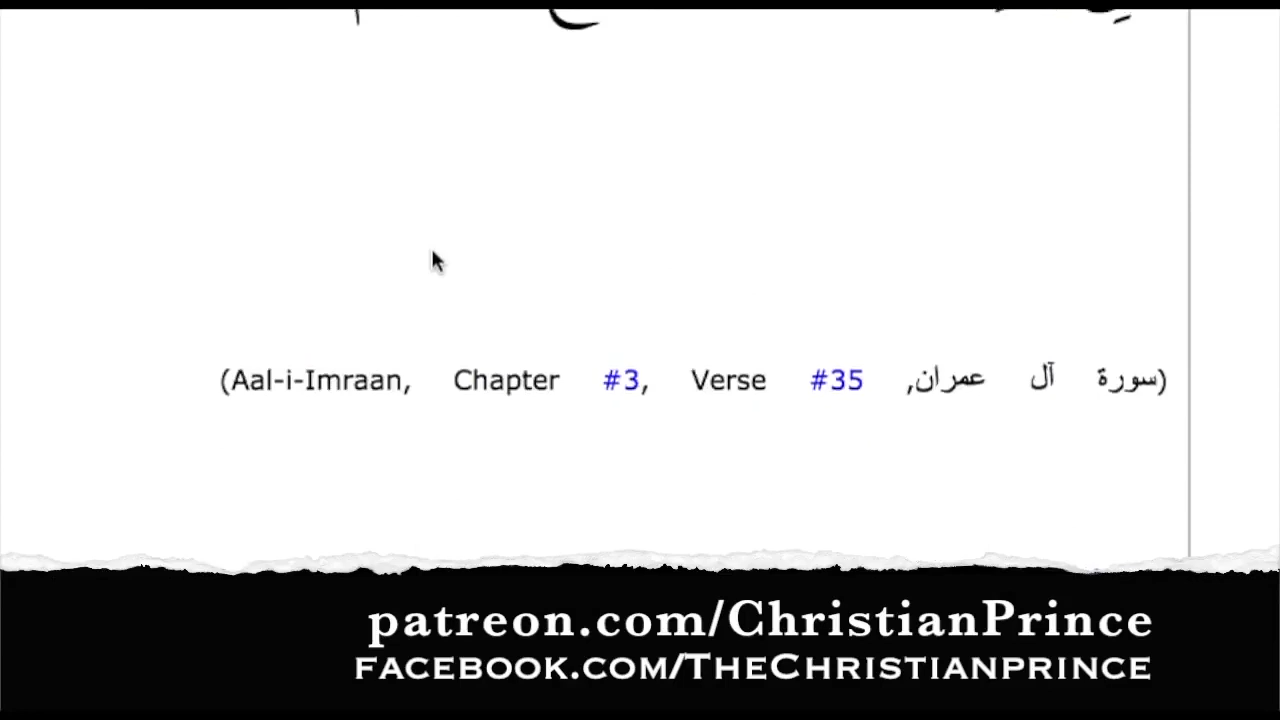 (Aal-i-Imraan, Chapter #3, Verse #35 سورة آل عمران,)
patreon.com/ChristianPrince
FACEBOOK.COM/THECHRISTIANPRINCE